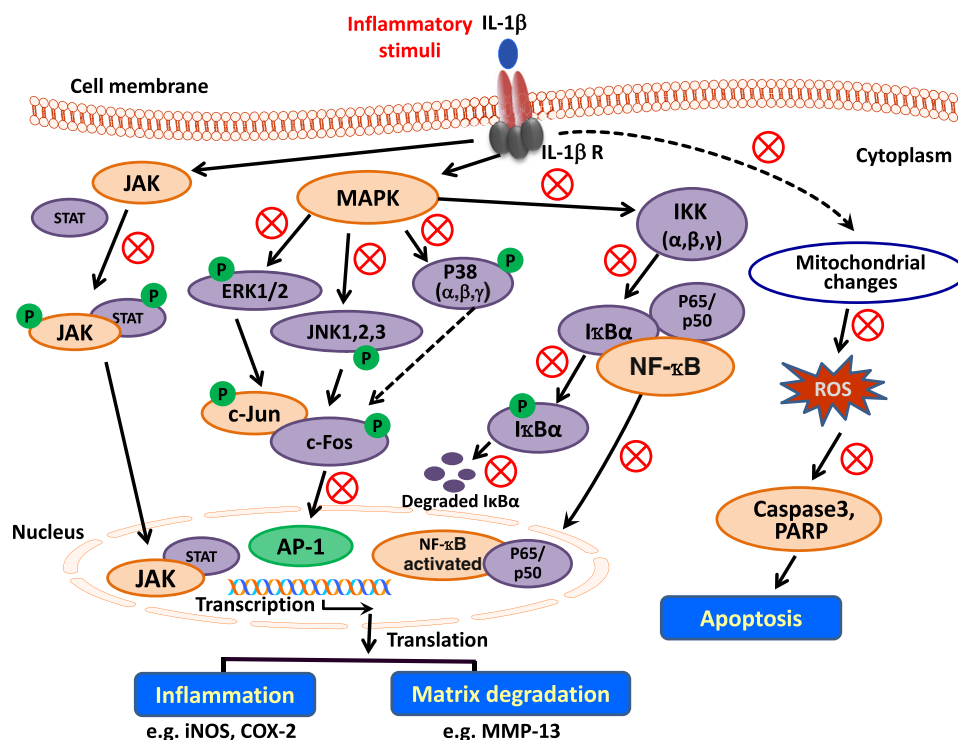 Inflammatory
stimuli
IL-1β
Cell membrane
IL-1β R
Cytoplasm
JAK
STAT
MAPK
IKK
(α,β,γ)
P
ERK1/2
P
P38
(α,β,γ)
Mitochondrial
changes
P
P
STAT
JAK
JNK1,2,3
P
P65/
p50
IκBα
NF-κB
ROS
P
c-Jun
P
c-Fos
P
IκBα
Degraded IκBα
Caspase3,
PARP
Nucleus
STAT
JAK
AP-1
NF-κB
activated
P65/
p50
Transcription
Apoptosis
Translation
Inflammation
Matrix degradation
e.g. iNOS, COX-2
e.g. MMP-13